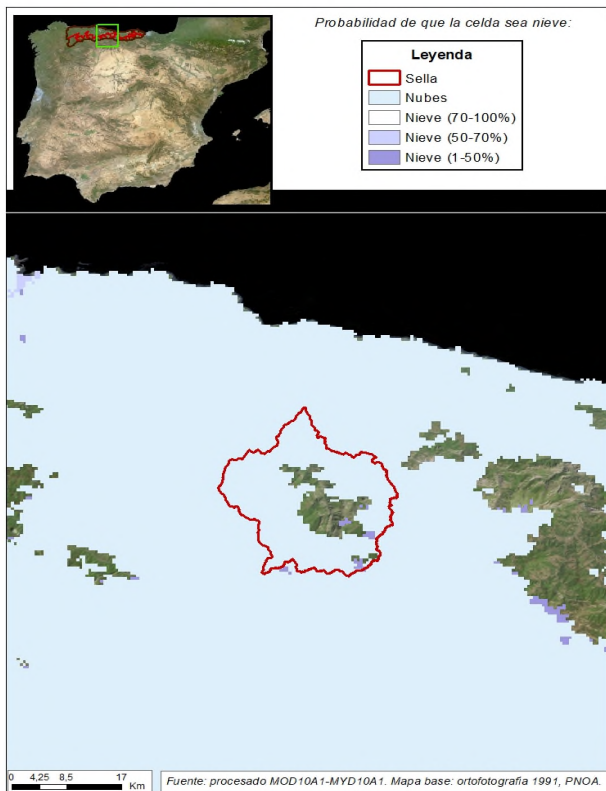 Probabilidad de que la celda sea nieve:
Leyenda
Sella
Nubes
Nieve (70-100%)
Nieve (50-70%)
Nieve (1-50%)
0 4,25 8,5 17 Km
Fuente: procesado MOD10A1-MYD10A1. Mapa base: ortofotografia 1991, PNOA.